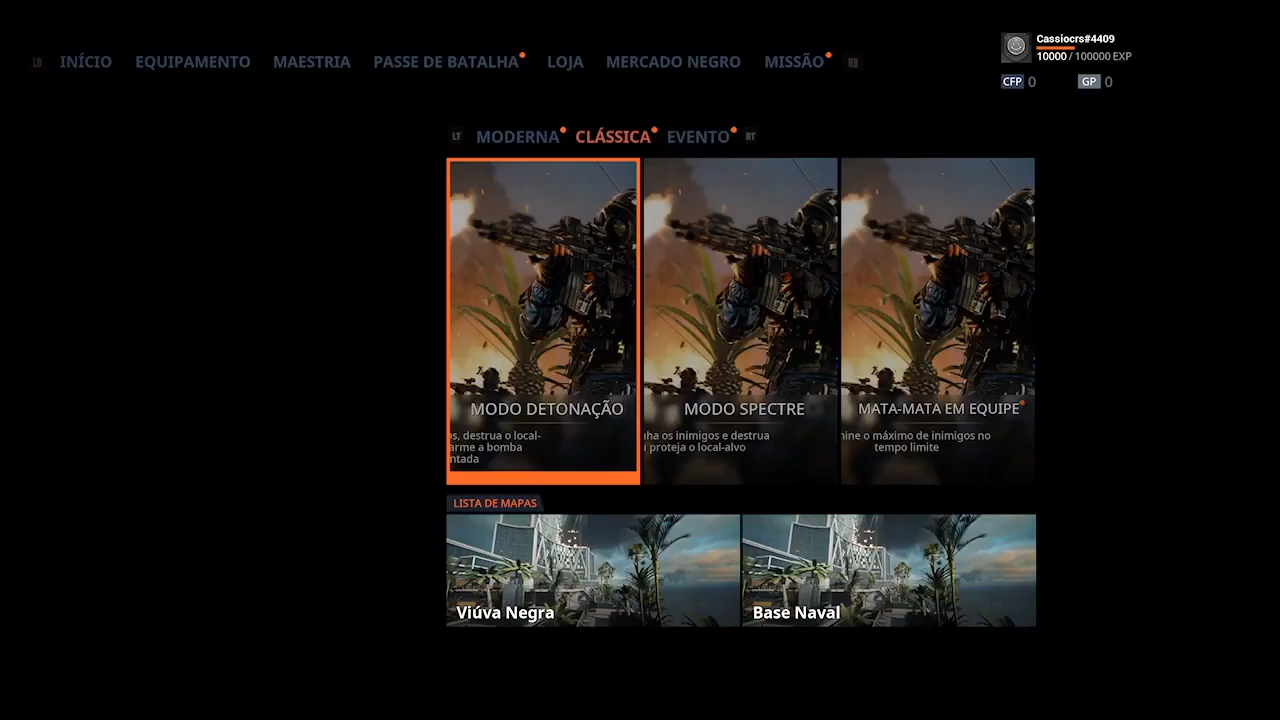 LB INÍCIO EQUIPAMENTO MAESTRIA PASSE DE BATALHA LOJA MERCADO NEGRO MISSÃO RB
Cassiocrs#4409
10000 / 100000 EXP
CFP 0 GP 0
LT MODERNA CLÁSSICA EVENTO RT
MODO DETONAÇÃO
os, destrua o local-
arme a bomba
ntada
MODO SPECTRE
nha os inimigos e destrua
proteja o local-alvo
MATA-MATA EM EQUIPE
mine o máximo de inimigos no
tempo limite
LISTA DE MAPAS
Viúva Negra
Base Naval